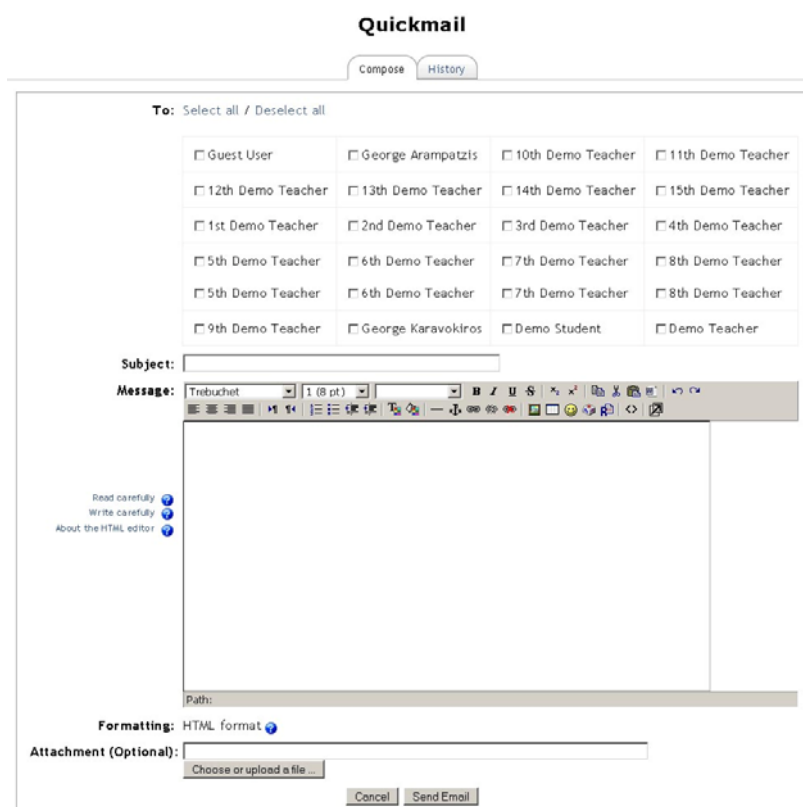 Quickmail
Compose History
To: Select all / Deselect all
Guest User George Arampatzis 10th Demo Teacher 11th Demo Teacher
12th Demo Teacher 13th Demo Teacher 14th Demo Teacher 15th Demo Teacher
1st Demo Teacher 2nd Demo Teacher 3rd Demo Teacher 4th Demo Teacher
5th Demo Teacher 6th Demo Teacher 7th Demo Teacher 8th Demo Teacher
5th Demo Teacher 6th Demo Teacher 7th Demo Teacher 8th Demo Teacher
9th Demo Teacher George Karavokiros Demo Student Demo Teacher
Subject:
Message: Trebuchet 1 (8 pt) B I U S x₂ x²
Read carefully
Write carefully
About the HTML editor
Path:
Formatting: HTML format
Attachment (Optional):
Choose or upload a file ...
Cancel Send Email